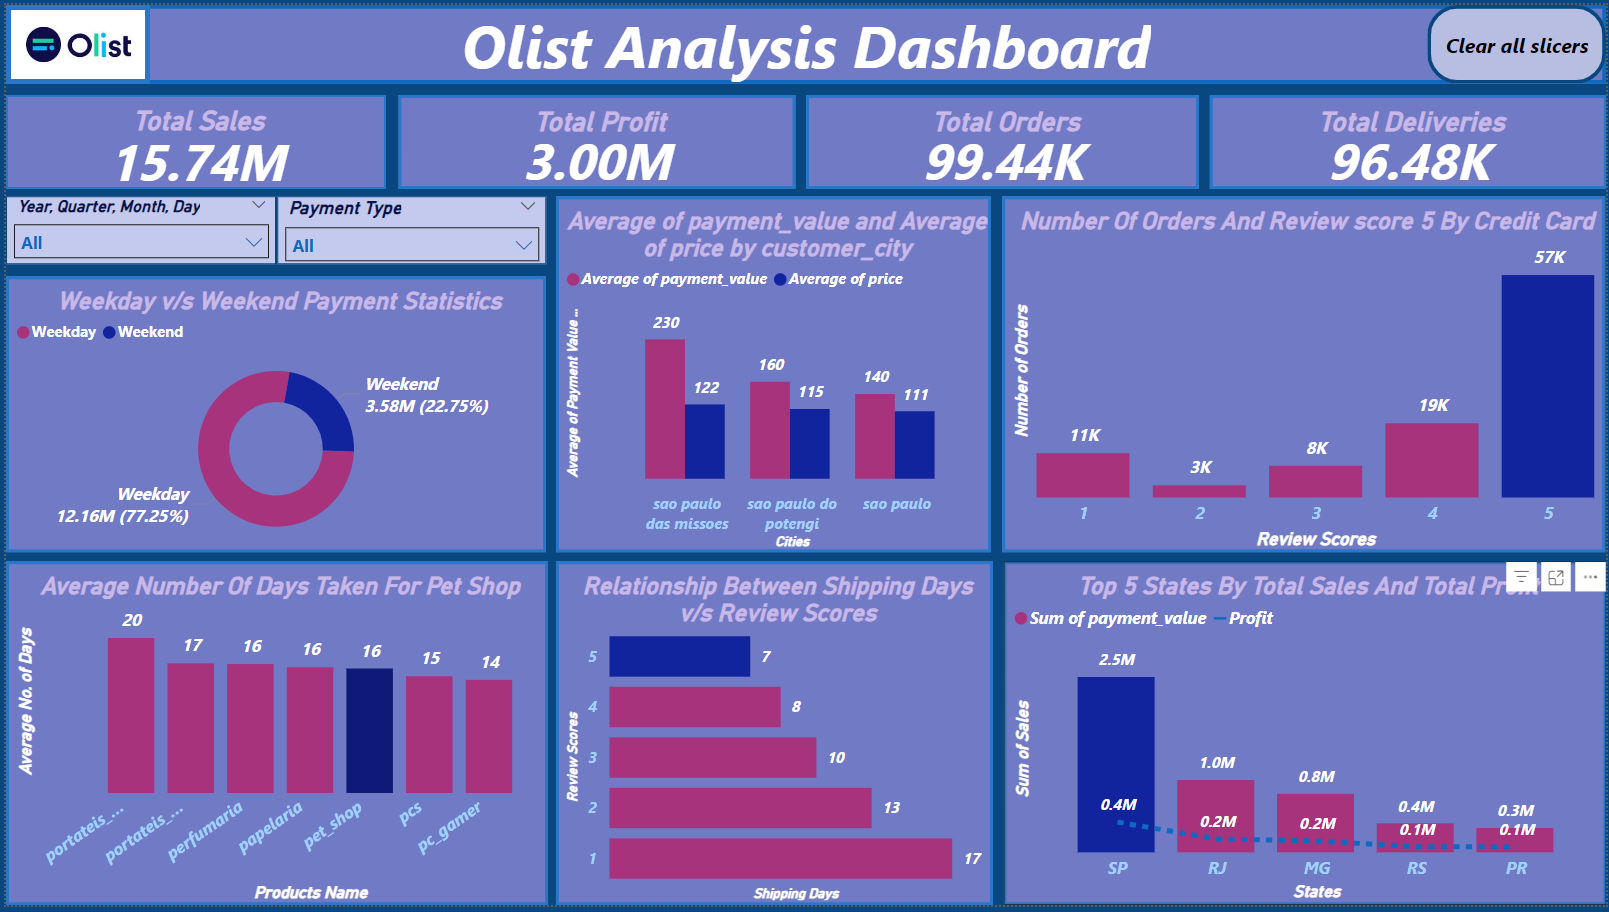 Olist
Olist Analysis Dashboard
Clear all slicers
Total Sales
15.74M
Total Profit
3.00M
Total Orders
99.44K
Total Deliveries
96.48K
Year, Quarter, Month, Day
All
Payment Type
All
Weekday v/s Weekend Payment Statistics
Weekday Weekend
Weekend
3.58M (22.75%)
Weekday
12.16M (77.25%)
Average of payment_value and Average
of price by customer_city
Average of payment_value Average of price
Average of Payment Value ...
230
122
160
115
140
111
sao paulo
das missoes
sao paulo do
potengi
sao paulo
Cities
Number Of Orders And Review score 5 By Credit Card
Number of Orders
11K
3K
8K
19K
57K
1 2 3 4 5
Review Scores
Average Number Of Days Taken For Pet Shop
Average No. of Days
20
17
16
16
16
15
14
portateis_...
portateis_...
perfumaria
papelaria
pet_shop
pcs
pc_gamer
Products Name
Relationship Between Shipping Days
v/s Review Scores
Review Scores
5 7
4 8
3 10
2 13
1 17
Shipping Days
Top 5 States By Total Sales And Total
Sum of payment_value Profit
Sum of Sales
2.5M
0.4M
1.0M
0.2M
0.8M
0.2M
0.4M
0.1M
0.3M
0.1M
SP RJ MG RS PR
States